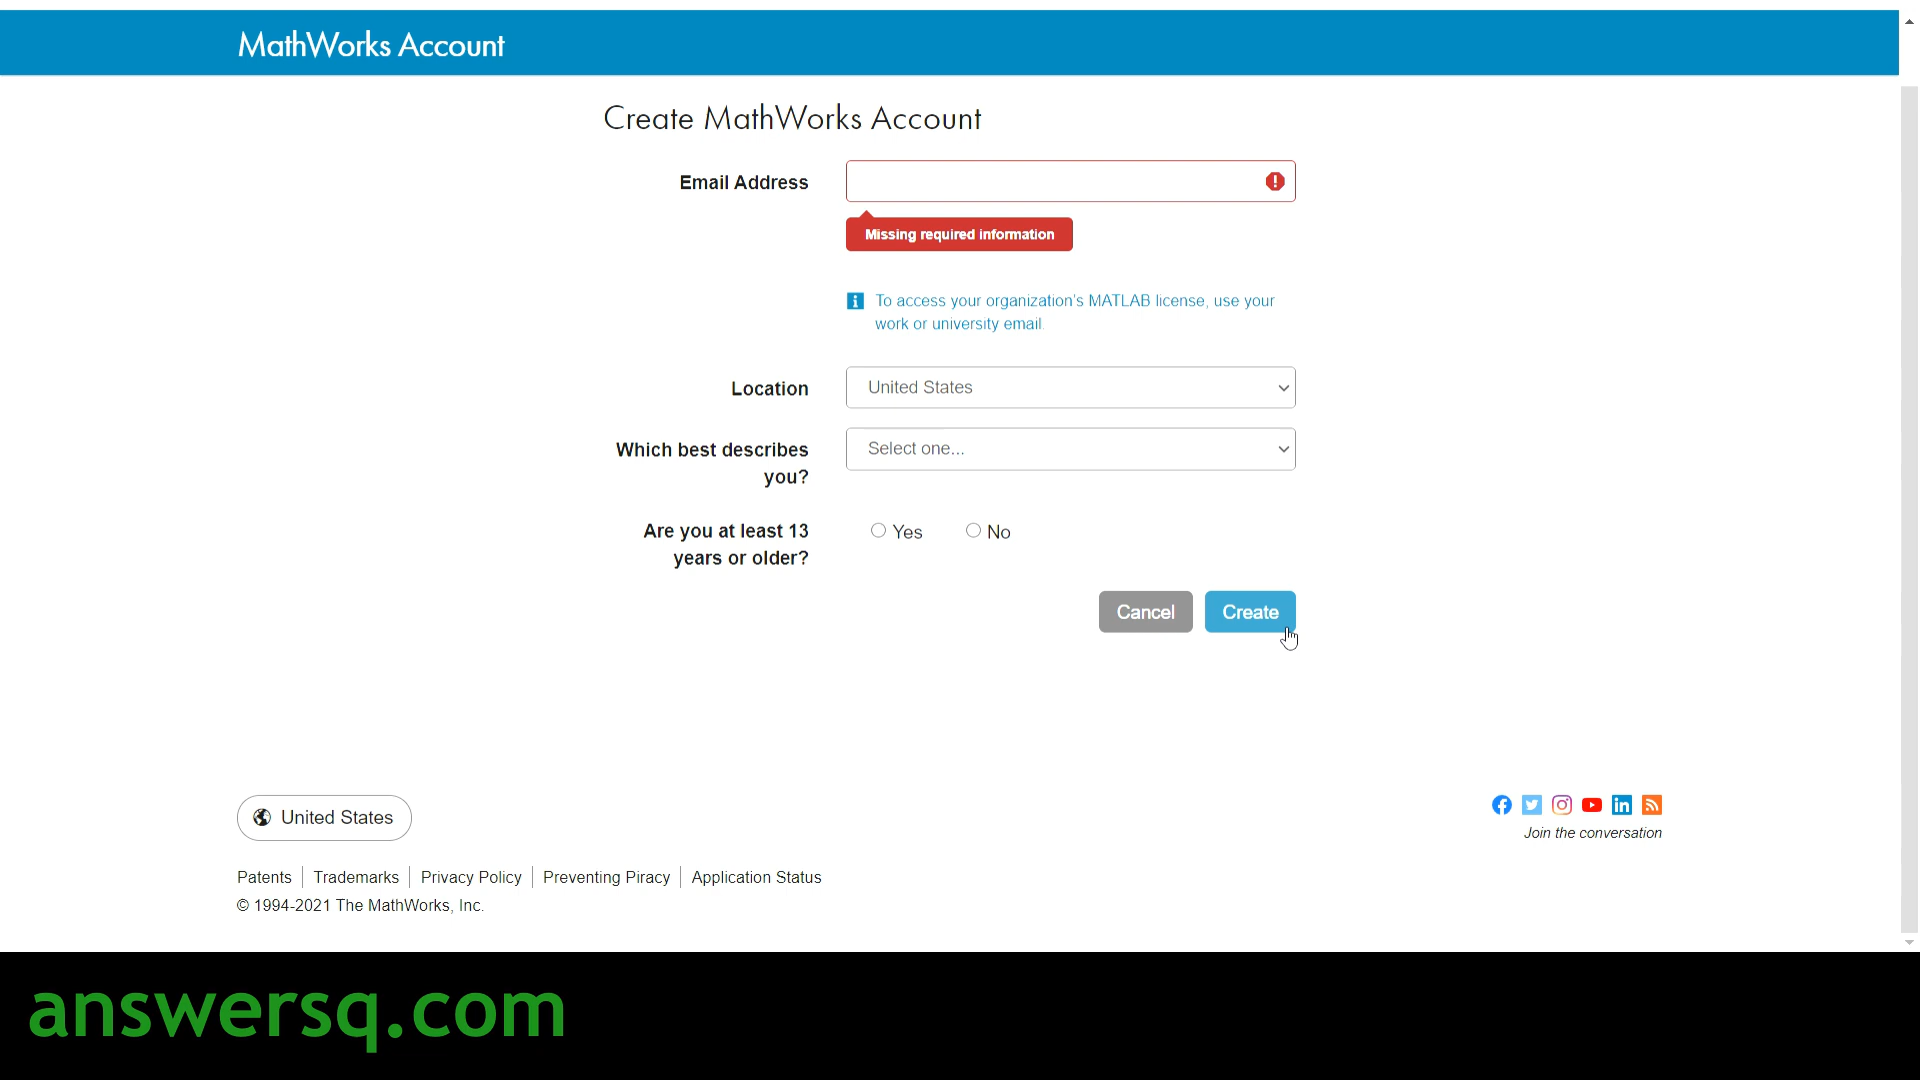 MathWorks Account
Create MathWorks Account
Email Address
Missing required information
To access your organization's MATLAB license, use your
work or university email.
Location
United States
Which best describes
you?
Select one...
Are you at least 13
years or older?
Yes
No
Cancel
Create
United States
Join the conversation
Patents
Trademarks
Privacy Policy
Preventing Piracy
Application Status
© 1994-2021 The MathWorks, Inc.
answersq.com